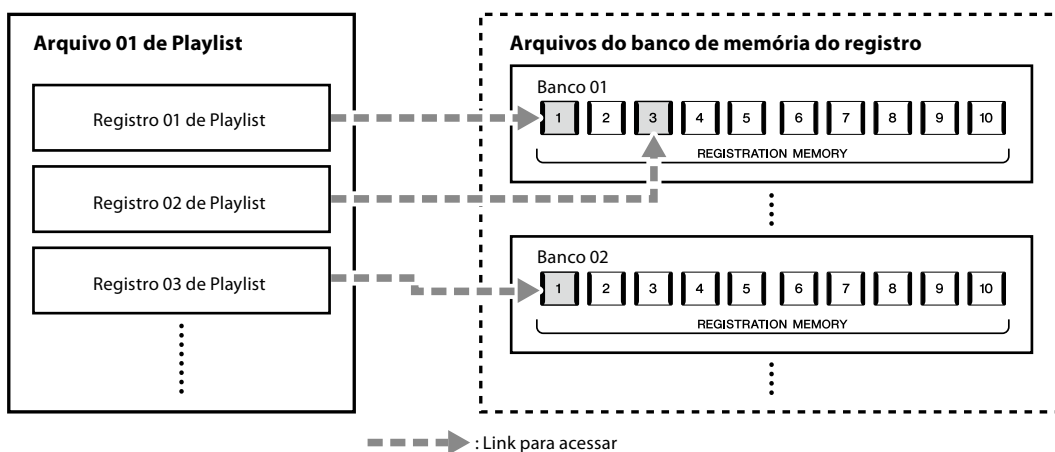 Arquivo 01 de Playlist
Registro 01 de Playlist
Registro 02 de Playlist
Registro 03 de Playlist
Arquivos do banco de memória do registro
Banco 01
1 2 3 4 5 6 7 8 9 10
REGISTRATION MEMORY
Banco 02
1 2 3 4 5 6 7 8 9 10
REGISTRATION MEMORY
: Link para acessar